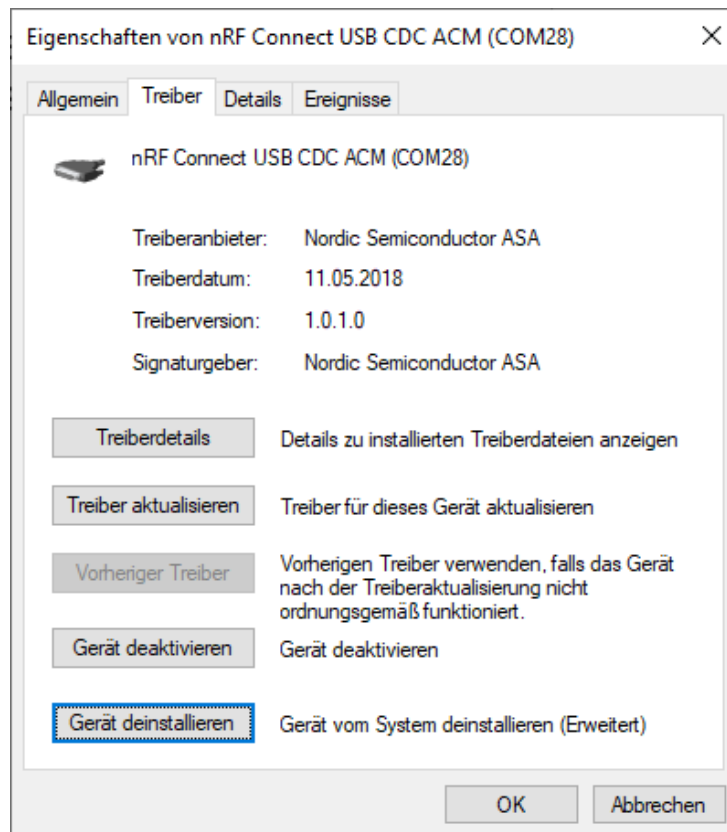 Eigenschaften von nRF Connect USB CDC ACM (COM28)
Allgemein Treiber Details Ereignisse
nRF Connect USB CDC ACM (COM28)
Treiberanbieter: Nordic Semiconductor ASA
Treiberdatum: 11.05.2018
Treiberversion: 1.0.1.0
Signaturgeber: Nordic Semiconductor ASA
Treiberdetails Details zu installierten Treiberdateien anzeigen
Treiber aktualisieren Treiber für dieses Gerät aktualisieren
Vorheriger Treiber Vorherigen Treiber verwenden, falls das Gerät
nach der Treiberaktualisierung nicht
ordnungsgemäß funktioniert.
Gerät deaktivieren Gerät deaktivieren
Gerät deinstallieren Gerät vom System deinstallieren (Erweitert)
OK Abbrechen